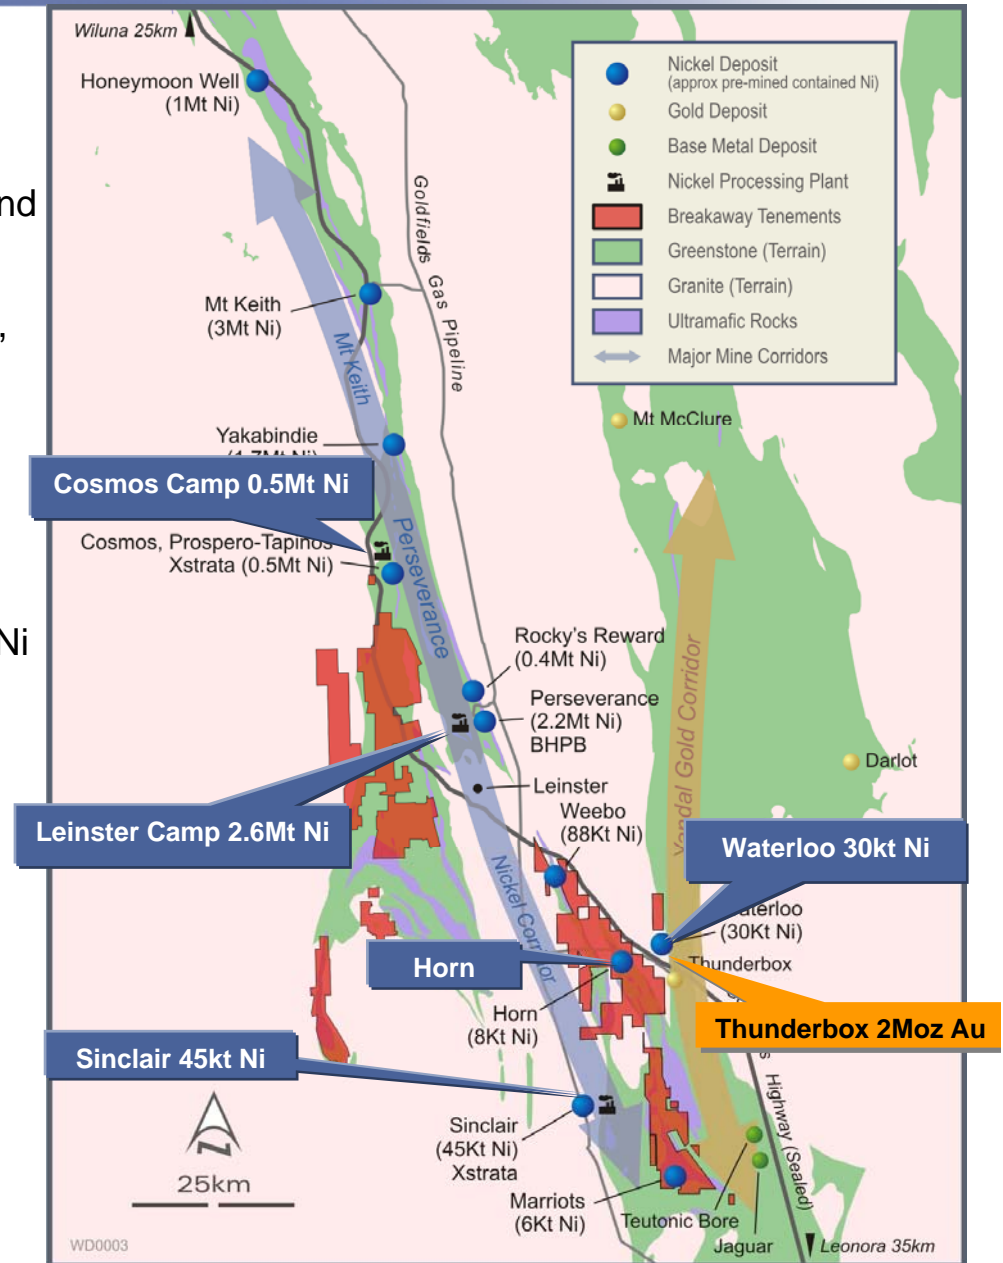 Wiluna 25km
Honeymoon Well
(1Mt Ni)
nd
,
Ni
Nickel Deposit
(approx pre-mined contained Ni)
Gold Deposit
Base Metal Deposit
Nickel Processing Plant
Breakaway Tenements
Greenstone (Terrain)
Granite (Terrain)
Ultramafic Rocks
Major Mine Corridors
Goldfields Gas Pipeline
Mt Keith
(3Mt Ni)
Mt Keith
Mt McClure
Yakabindie
(1.7Mt Ni)
Cosmos Camp 0.5Mt Ni
Perseverance
Cosmos, Prospero-Tapinos
Xstrata (0.5Mt Ni)
Rocky's Reward
(0.4Mt Ni)
Perseverance
(2.2Mt Ni)
BHPB
Yandal Gold Corridor
Darlot
Leinster
Leinster Camp 2.6Mt Ni
Weebo
(88Kt Ni)
Waterloo 30kt Ni
Nickel Corridor
aterloo
(30Kt Ni)
Horn
Thunderbox
Horn
(8Kt Ni)
Thunderbox 2Moz Au
Sinclair 45kt Ni
s Highway (Sealed)
Sinclair
(45Kt Ni)
Xstrata
25km
Marriots
(6Kt Ni)
Teutonic Bore
Jaguar
Leonora 35km
WD0003